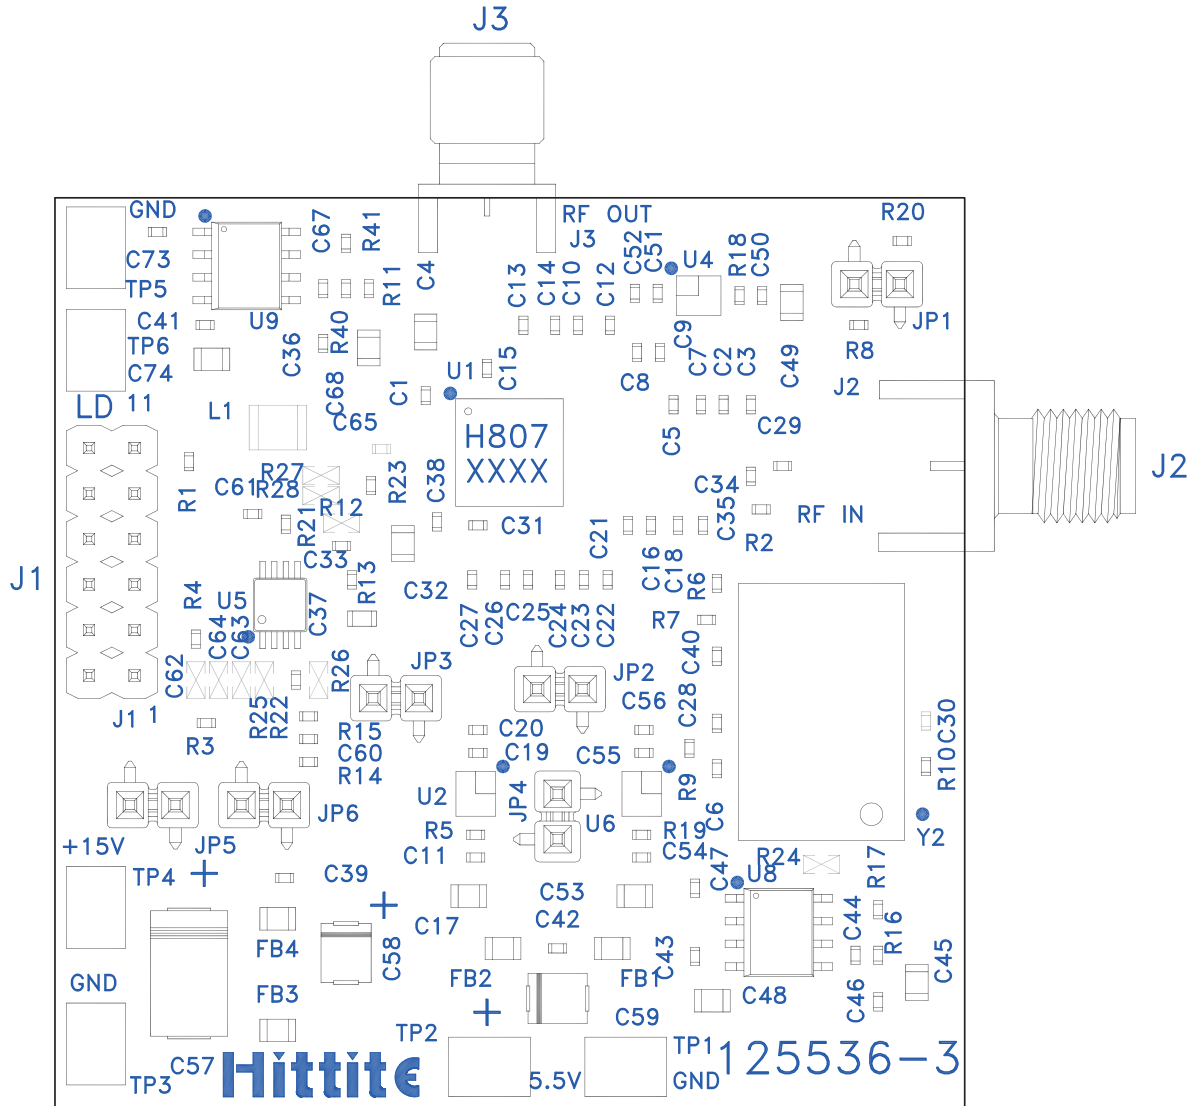 J3
GND
C67
R41
C4
RF OUT
J3
C52
C51
U4
R18
C50
R20
C73
TP5
R11
C13
C14
C10
C12
C41
U9
C36
R40
C9
JP1
TP6
C74
C68
C65
U1
C15
C1
C8
C7
C2
C3
C49
R8
J2
LD 11
L1
C5
C29
H807
XXXX
J2
R27
R28
C61
R1
R12
R23
C38
C34
C31
C21
C35
RF IN
R2
R21
C33
J1
R4
U5
C37
R13
C32
C16
C18
R6
C64
C63
C27
C26
C25
C24
C23
C22
R7
C62
R26
JP3
JP2
C40
C56
C28
J1 1
R3
R25
R22
R15
C60
R14
C20
C19
C55
C30
R10
U2
JP4
U6
R9
C6
JP6
JP5
+15V
R5
C11
R19
C54
Y2
TP4
+
C39
+
C47
R24
U8
R17
C17
C53
C42
C44
R16
FB4
C58
C43
C45
GND
FB3
FB2
FB1
C48
C46
+
C59
TP2
TP1
125536-3
C57
Hittite
TP3
5.5V
GND